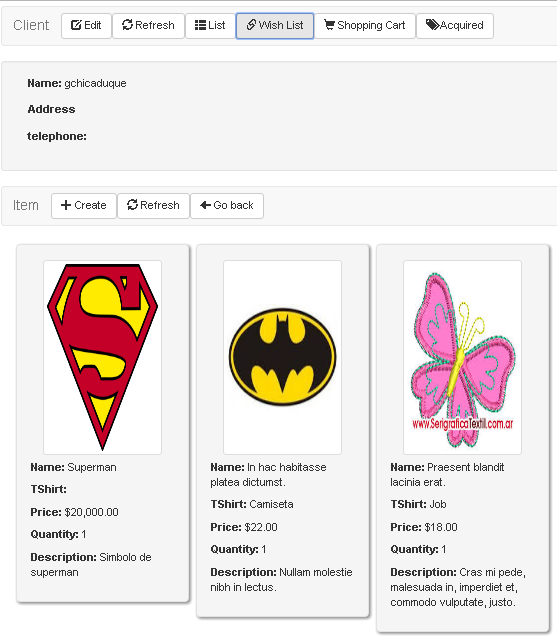 Client Edit Refresh List Wish List Shopping Cart Acquired
Name: gchicaduque
Address
telephone:
Item Create Refresh Go back
S
www.SerigraficaTextil.com.ar
Name: Superman
TShirt:
Price: $20,000.00
Quantity: 1
Description: Simbolo de
superman
Name: In hac habitasse
platea dictumst.
TShirt: Camiseta
Price: $22.00
Quantity: 1
Description: Nullam molestie
nibh in lectus.
Name: Praesent blandit
lacinia erat.
TShirt: Job
Price: $18.00
Quantity: 1
Description: Cras mi pede,
malesuada in, imperdiet et,
commodo vulputate, justo.